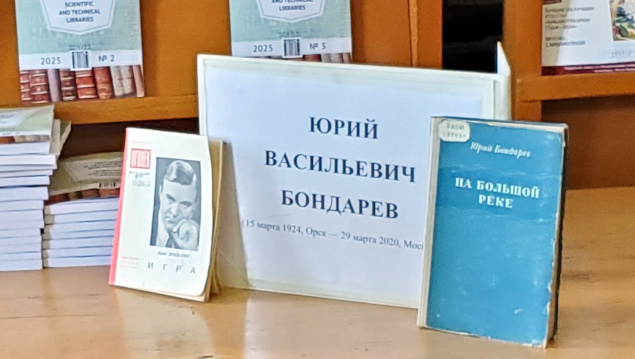 SCIENTIFIC
AND TECHNICAL
LIBRARIES
2025 № 2
AND TECHNICAL
LIBRARIES
2025 № 3
ЮРИЙ
ВАСИЛЬЕВИЧ
БОНДАРЕВ
(15 марта 1924, Орск — 29 марта 2020, Мос
ИГРА
Юрий Бондарев
НА БОЛЬШОЙ
РЕКЕ